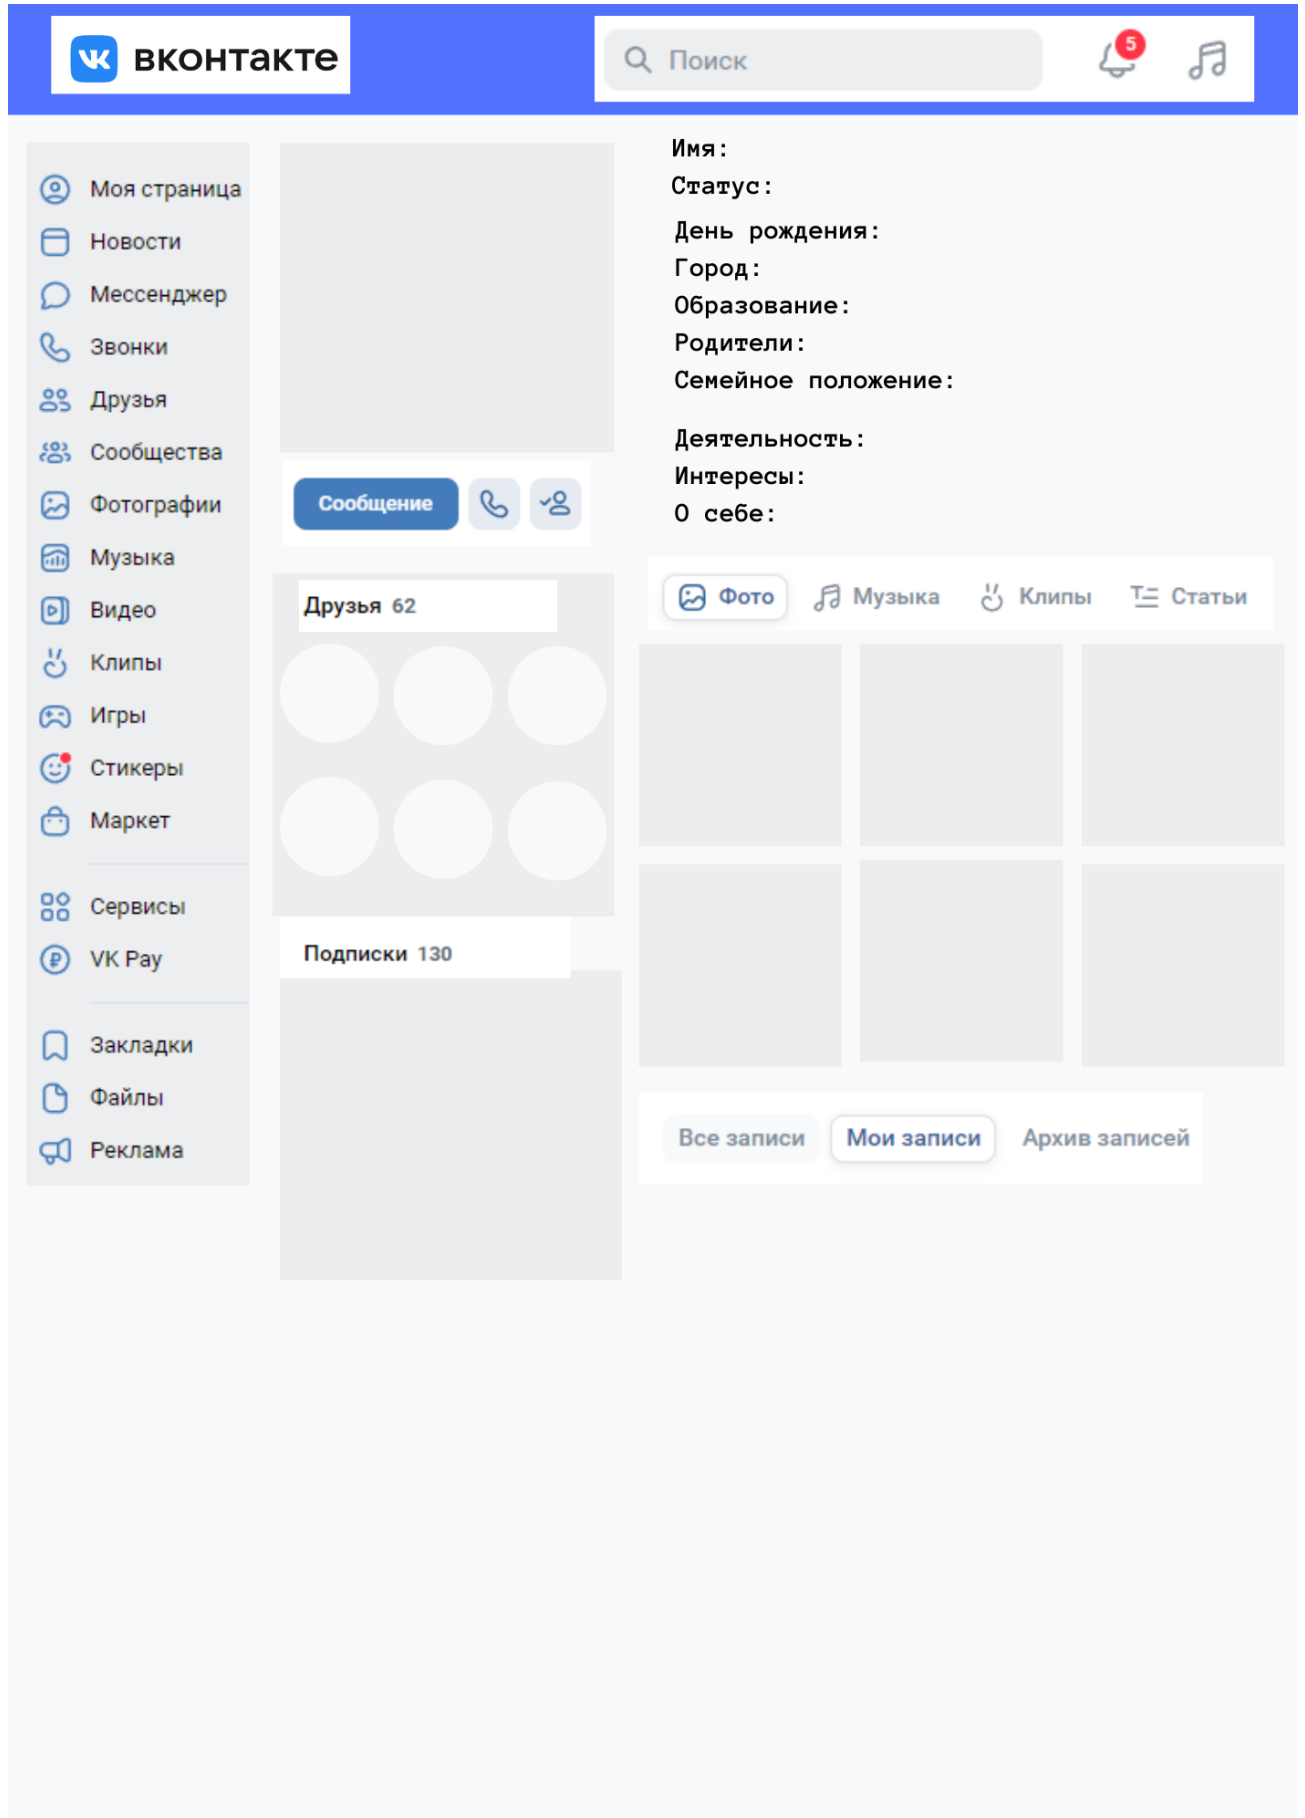 вконтакте
Поиск
5
Моя страница
Новости
Мессенджер
Звонки
Друзья
Сообщества
Фотографии
Музыка
Видео
Клипы
Игры
Стикеры
Маркет
Сервисы
VK Pay
Закладки
Файлы
Реклама
Сообщение
Друзья 62
Подписки 130
Имя:
Статус:
День рождения:
Город:
Образование:
Родители:
Семейное положение:
Деятельность:
Интересы:
О себе:
Фото Музыка Клипы Статьи
Все записи Мои записи Архив записей